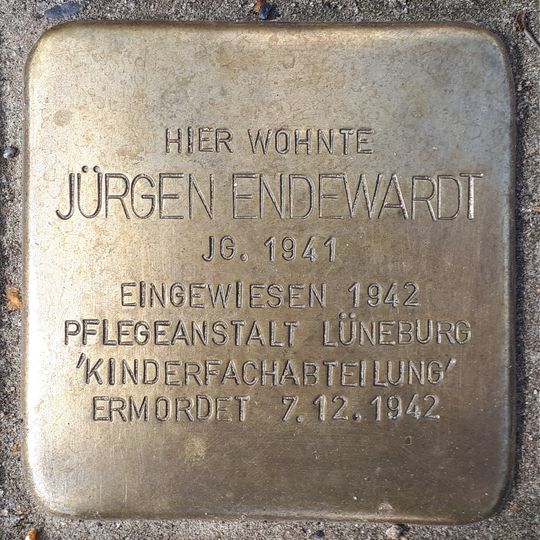 HIER WOHNTE
JÜRGEN ENDEWARDT
JG. 1941
EINGEWIESEN 1942
PFLEGEANSTALT LÜNEBURG
'KINDERFACHABTEILUNG'
ERMORDET 7.12.1942